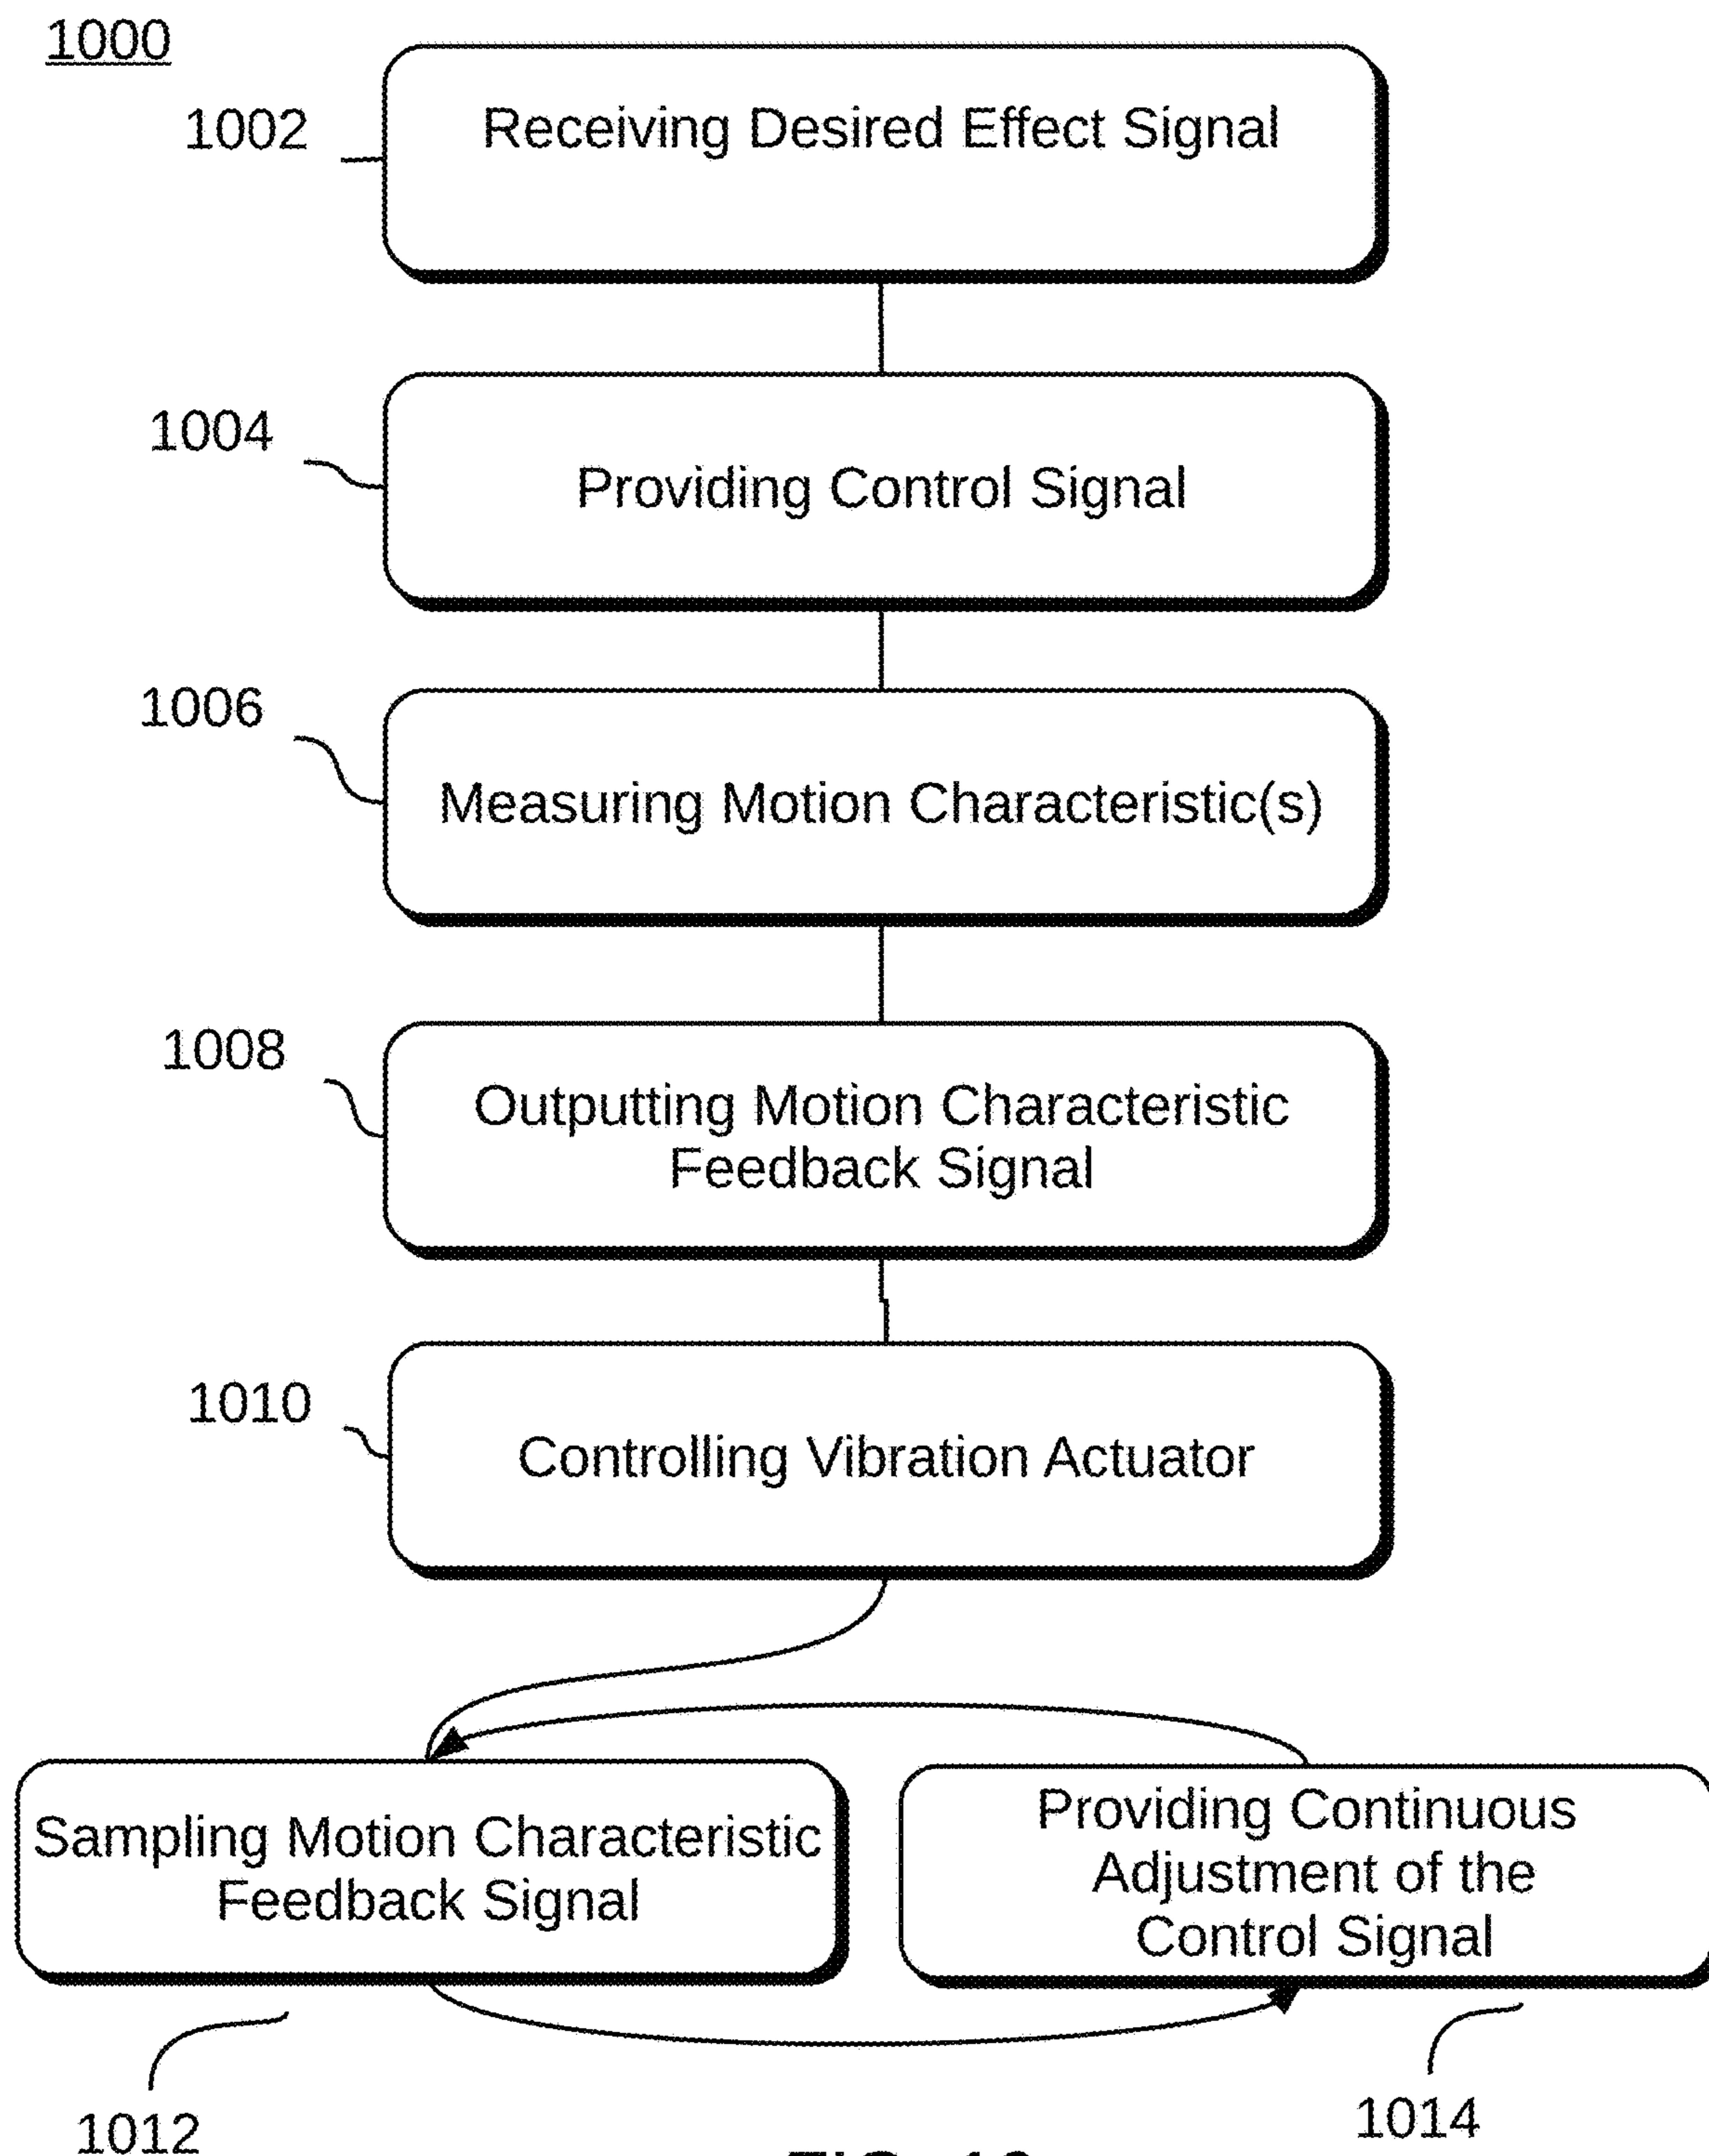 1000
1002
Receiving Desired Effect Signal
1004
Providing Control Signal
1006
Measuring Motion Characteristic(s)
1008
Outputting Motion Characteristic
Feedback Signal
1010
Controlling Vibration Actuator
Sampling Motion Characteristic
Feedback Signal
Providing Continuous
Adjustment of the
Control Signal
1012
1014